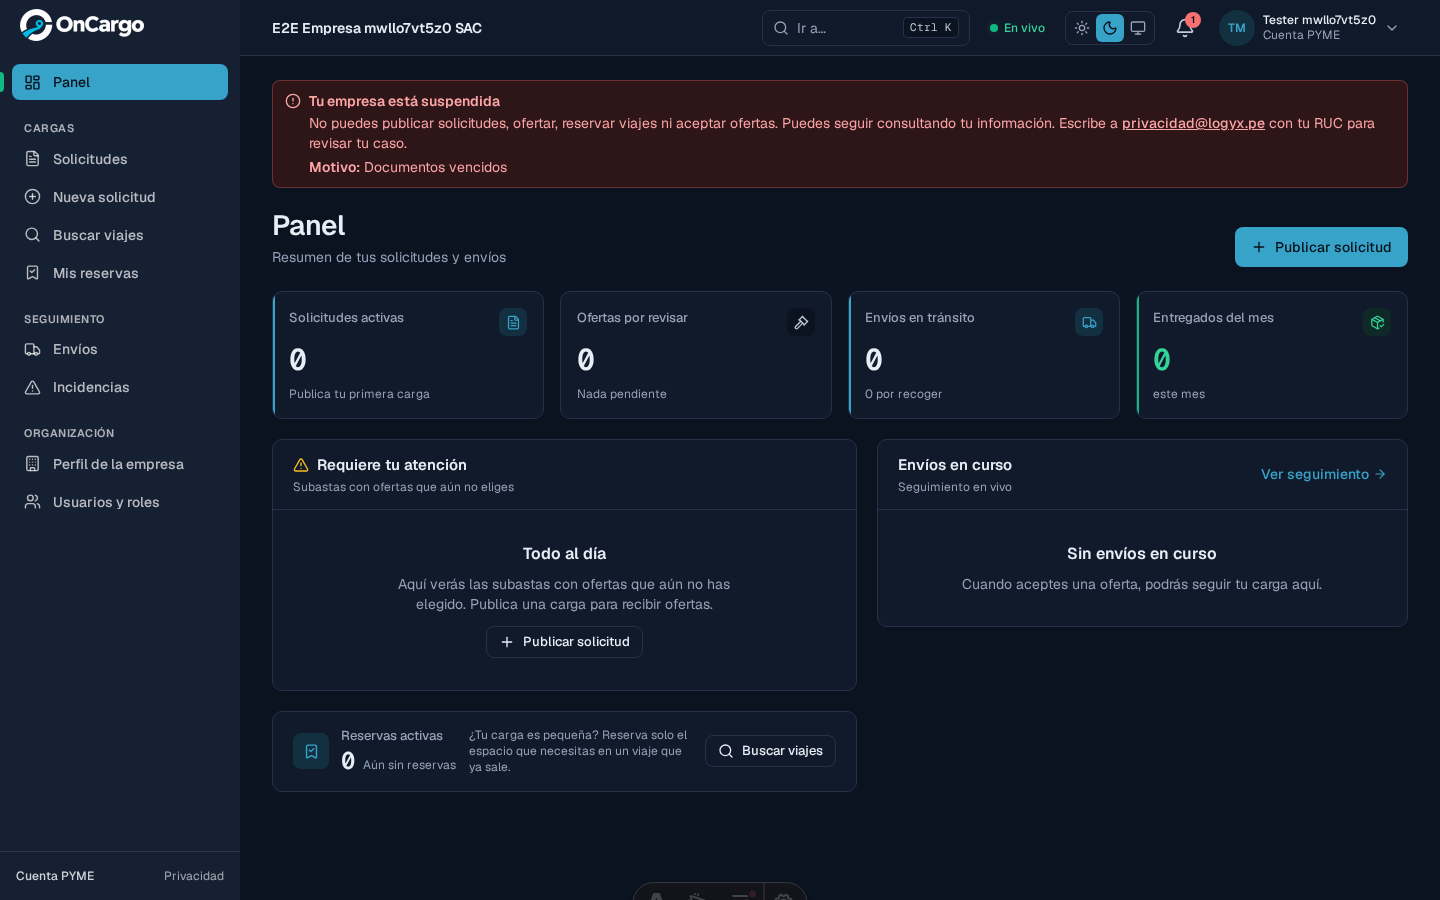 OnCargo
E2E Empresa mwllo7vt5z0 SAC
Ir a...
Ctrl K
En vivo
1
TM
Tester mwllo7vt5z0
Cuenta PYME
Panel
CARGAS
Solicitudes
Nueva solicitud
Buscar viajes
Mis reservas
SEGUIMIENTO
Envíos
Incidencias
ORGANIZACIÓN
Perfil de la empresa
Usuarios y roles
Cuenta PYME
Privacidad
Tu empresa está suspendida
No puedes publicar solicitudes, ofertar, reservar viajes ni aceptar ofertas. Puedes seguir consultando tu información. Escribe a privacidad@logyx.pe con tu RUC para
revisar tu caso.
Motivo: Documentos vencidos
Panel
Resumen de tus solicitudes y envíos
Publicar solicitud
Solicitudes activas
0
Publica tu primera carga
Ofertas por revisar
0
Nada pendiente
Envíos en tránsito
0
0 por recoger
Entregados del mes
0
este mes
Requiere tu atención
Subastas con ofertas que aún no eliges
Todo al día
Aquí verás las subastas con ofertas que aún no has
elegido. Publica una carga para recibir ofertas.
Publicar solicitud
Envíos en curso
Seguimiento en vivo
Ver seguimiento
Sin envíos en curso
Cuando aceptes una oferta, podrás seguir tu carga aquí.
Reservas activas
0 Aún sin reservas
¿Tu carga es pequeña? Reserva solo el
espacio que necesitas en un viaje que
ya sale.
Buscar viajes